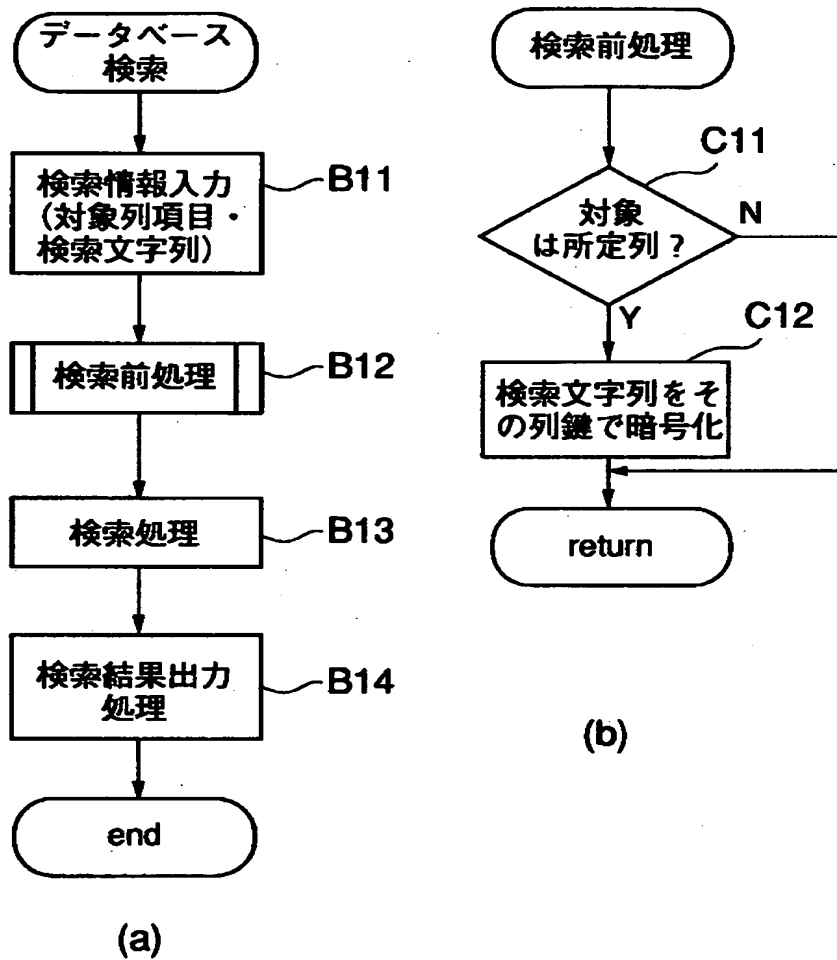 データベース
検索
検索情報入力
(対象列項目・
検索文字列)
B11
検索前処理
B12
検索処理
B13
検索結果出力
処理
B14
end
(a)
検索前処理
C11
対象
は所定列?
N
Y
C12
検索文字列をそ
の列鍵で暗号化
return
(b)